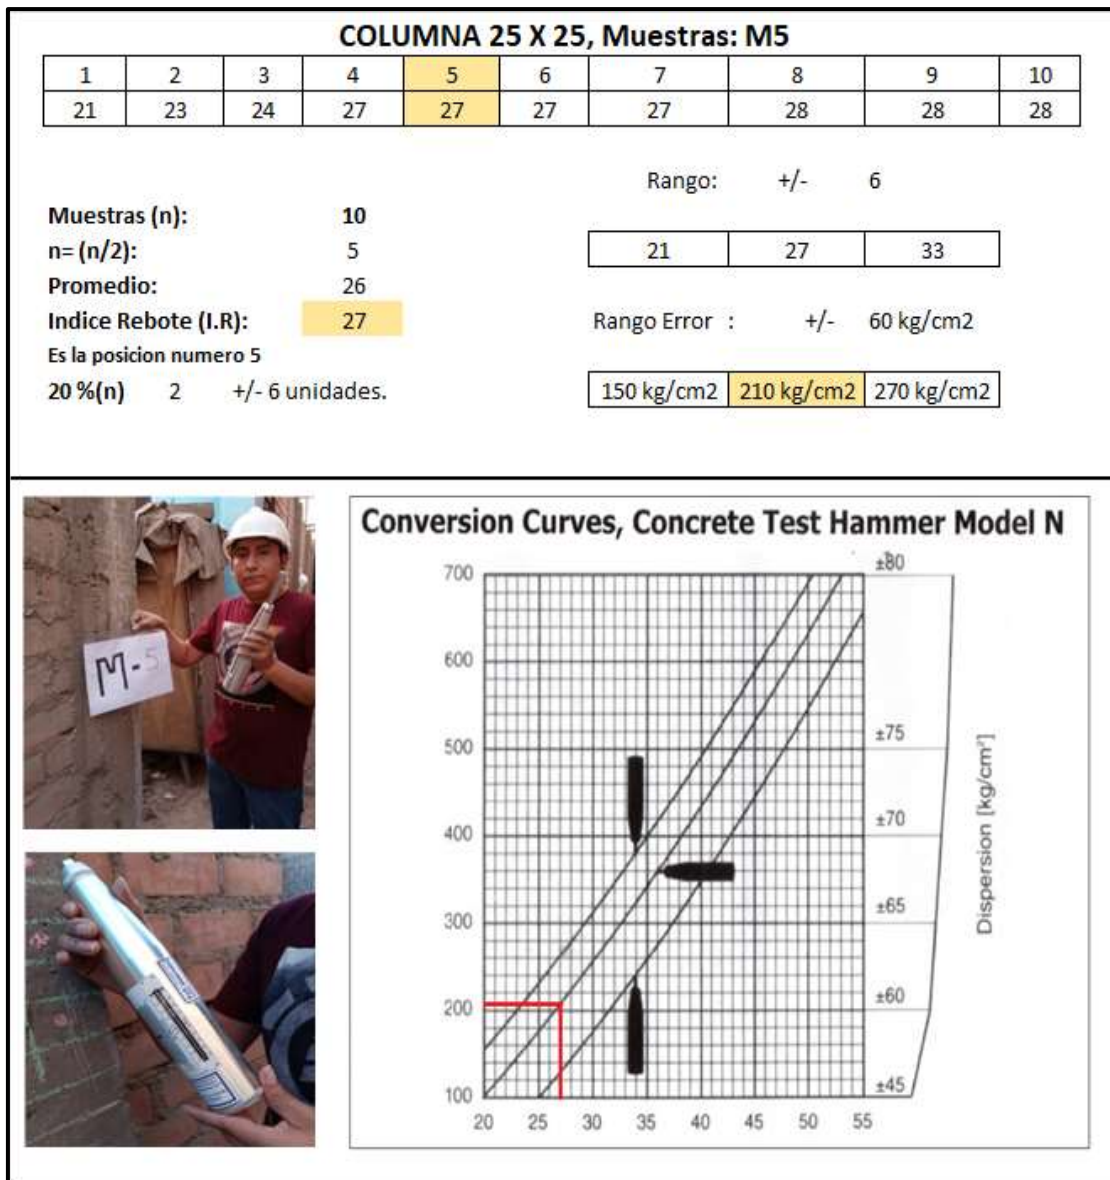 COLUMNA 25 X 25, Muestras: M5
1 2 3 4 5 6 7 8 9 10
21 23 24 27 27 27 27 28 28 28
Rango: +/- 6
Muestras (n): 10
n= (n/2): 5
21 27 33
Promedio: 26
Indice Rebote (I.R): 27
Rango Error : +/- 60 kg/cm2
Es la posicion numero 5
20 %(n) 2 +/- 6 unidades.
150 kg/cm2 210 kg/cm2 270 kg/cm2
M-5
Conversion Curves, Concrete Test Hammer Model N
700
600
500
400
300
200
100
20 25 30 35 40 45 50 55
±80
±75
±70
±65
±60
±45
Dispersion [kg/cm²]